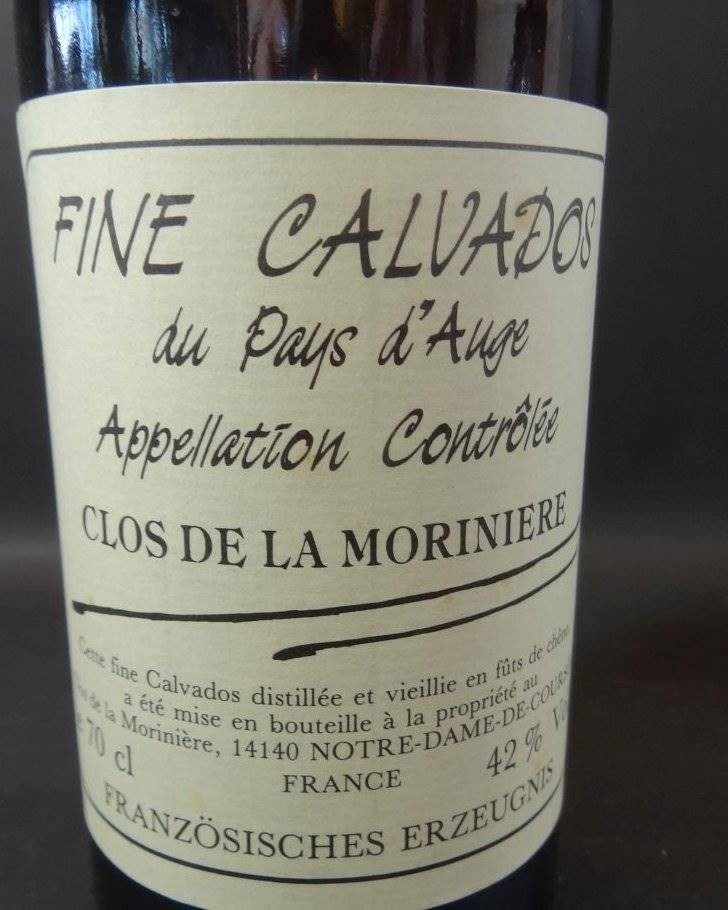 FINE CALVADOS
du Pays d'Auge
Appellation Contrôlée
CLOS DE LA MORINIERE
Cette fine Calvados distillée et vieillie en fûts de chêne
a été mise en bouteille à la propriété au
de la Morinière, 14140 NOTRE-DAME-DE-COURS
70 cl
FRANCE
42 %
FRANZÖSISCHES ERZEUGNIS